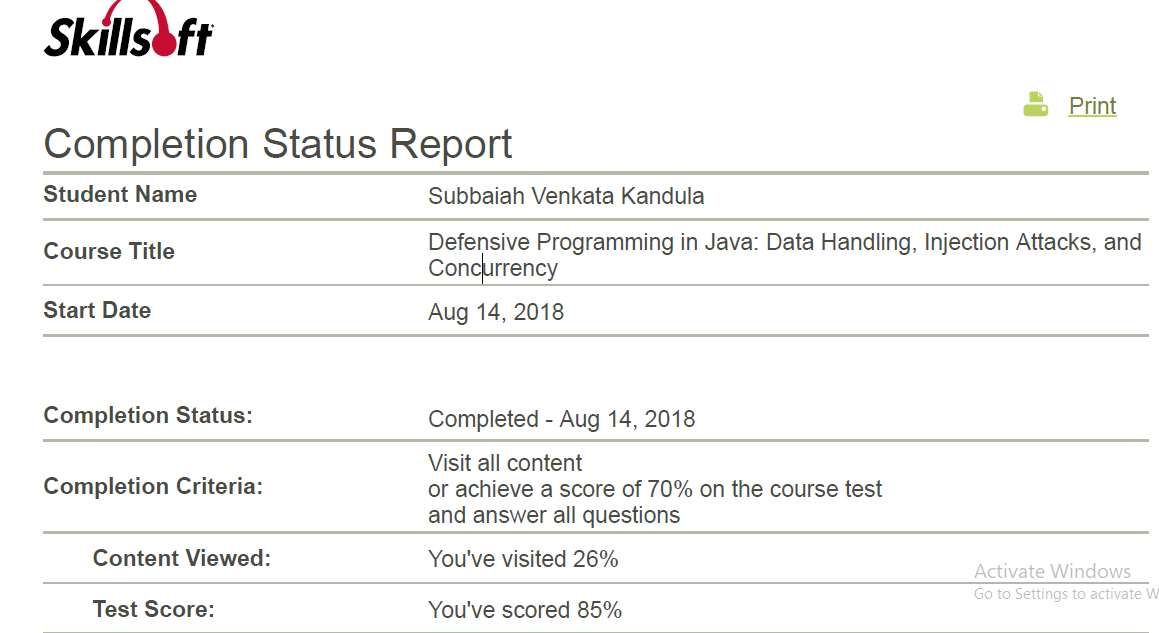 Skillsoft
Print
Completion Status Report
Student Name Subbaiah Venkata Kandula
Course Title Defensive Programming in Java: Data Handling, Injection Attacks, and
Concurrency
Start Date Aug 14, 2018
Completion Status: Completed - Aug 14, 2018
Completion Criteria: Visit all content
or achieve a score of 70% on the course test
and answer all questions
Content Viewed: You've visited 26%
Activate Windows
Go to Settings to activate W
Test Score: You've scored 85%